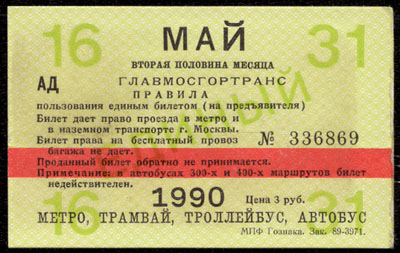 16 МАЙ 31
ВТОРАЯ ПОЛОВИНА МЕСЯЦА
АД ГЛАВМОСГОРТРАНС
ПРАВИЛА
пользования единым билетом (на предъявителя)
Билет дает право проезда в метро и
в наземном транспорте г. Москвы.
Билет права на бесплатный провоз
багажа не дает.
№ 336869
Проданный билет обратно не принимается.
Примечание: в автобусах 300-х и 400-х маршрутов билет
недействителен.
16 1990 Цена 3 руб. 31
МЕТРО, ТРАМВАЙ, ТРОЛЛЕЙБУС, АВТОБУС
МПФ Гознака. Зак. 89-3971.